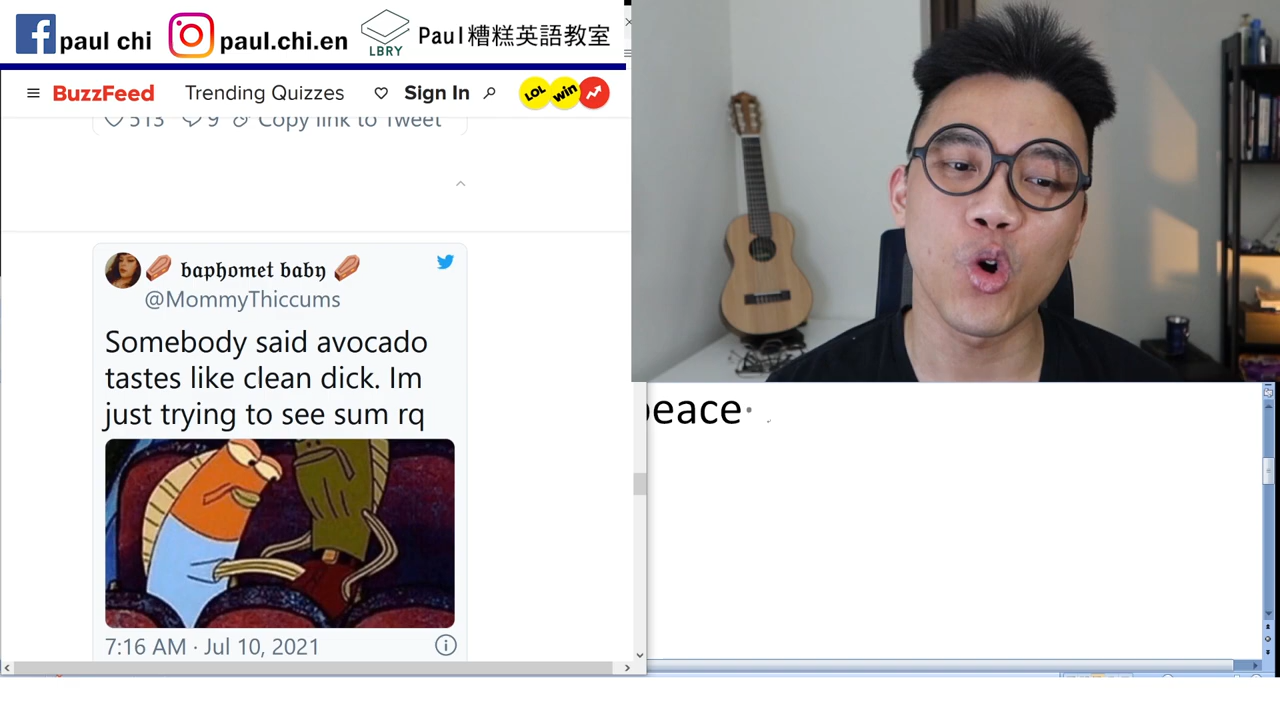 paul chi
paul.chi.en
LBRY
Paul糟糕英語教室
BuzzFeed
Trending Quizzes
Sign In
LOL
win
513
9
Copy link to Tweet
𝖇𝖆𝖕𝖍𝖔𝖒𝖊𝖙 𝖇𝖆𝖇𝖞
@MommyThiccums
Somebody said avocado
tastes like clean dick. Im
just trying to see sum rq
7:16 AM · Jul 10, 2021
peace